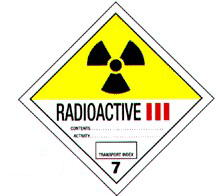 RADIOACTIVE III
CONTENTS
ACTIVITY
TRANSPORT INDEX
7